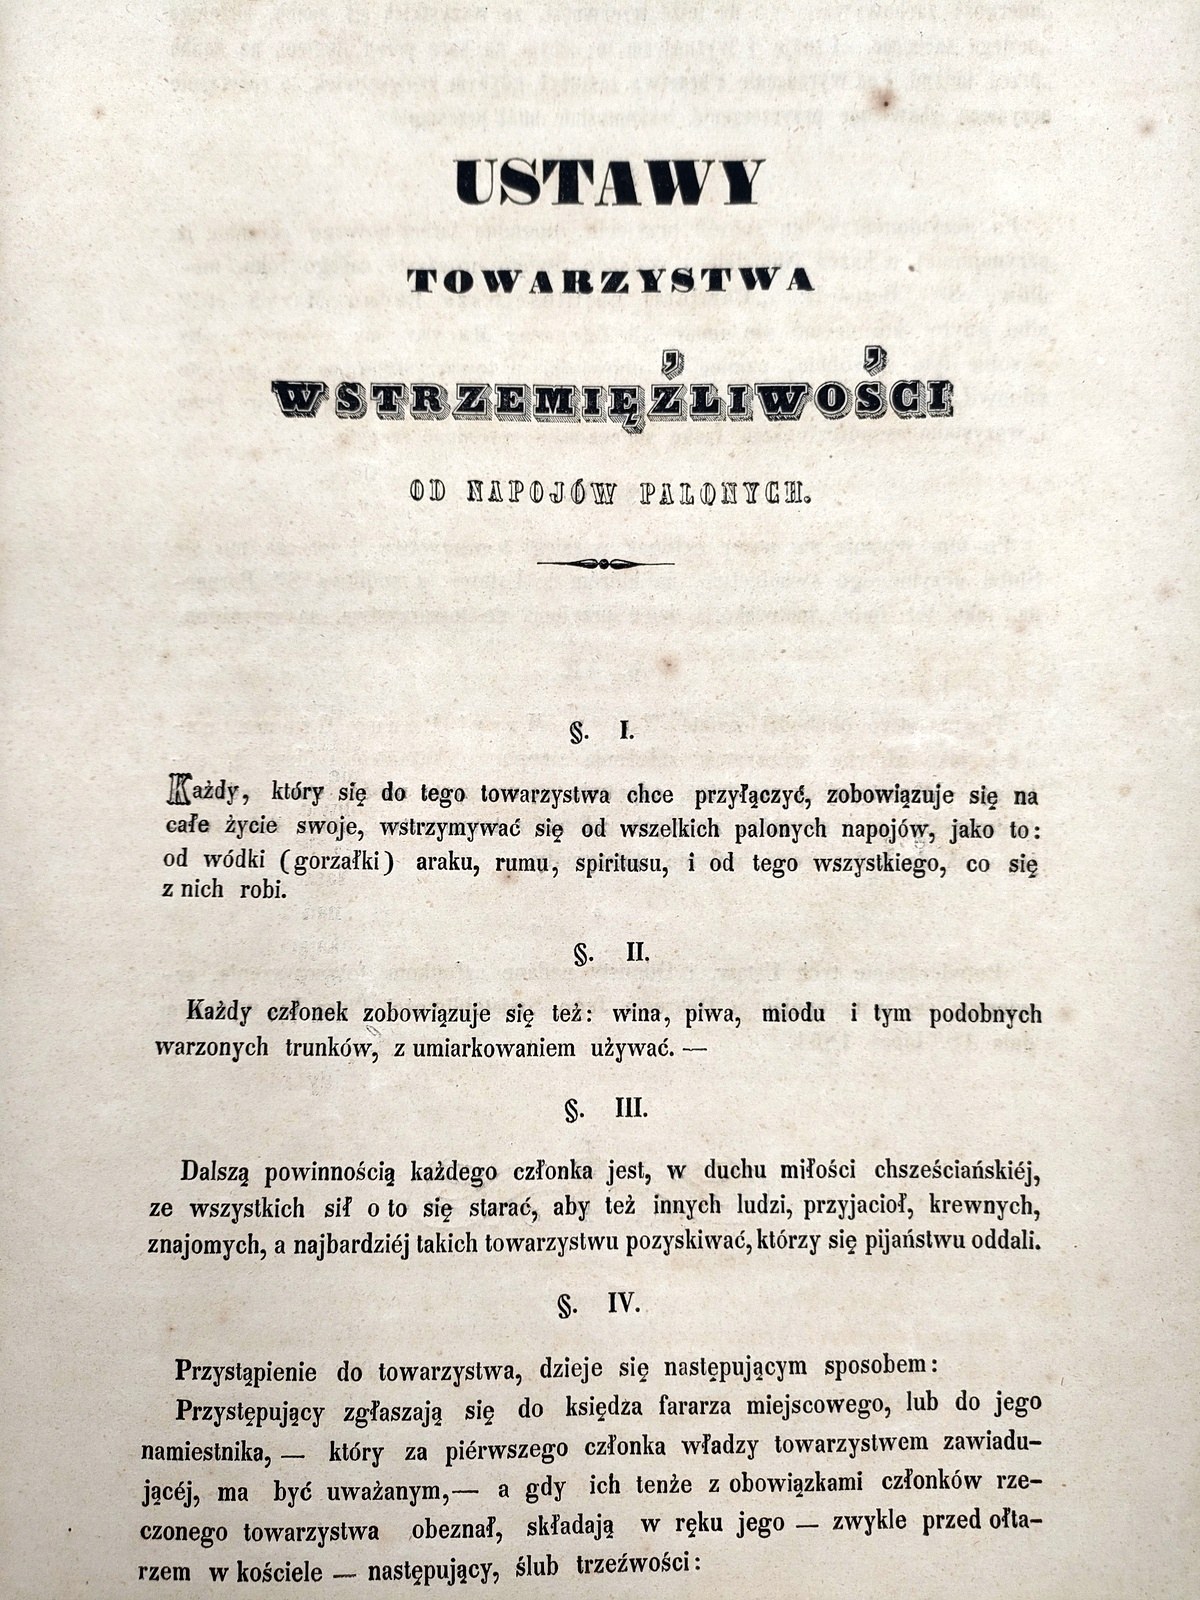 USTAWY
TOWARZYSTWA
WSTRZEMIĘŹLIWOŚCI
OD NAPOJÓW PALONYCH.
§. I.
Każdy, który się do tego towarzystwa chce przyłączyć, zobowiązuje się na
całe życie swoje, wstrzymywać się od wszelkich palonych napojów, jako to:
od wódki (gorzałki) araku, rumu, spiritusu, i od tego wszystkiego, co się
z nich robi.
§. II.
Każdy członek zobowiązuje się też: wina, piwa, miodu i tym podobnych
warzonych trunków, z umiarkowaniem używać. —
§. III.
Dalszą powinnością każdego członka jest, w duchu miłości chsześciańskiéj,
ze wszystkich sił o to się starać, aby też innych ludzi, przyjacioł, krewnych,
znajomych, a najbardziéj takich towarzystwu pozyskiwać, którzy się pijaństwu oddali.
§. IV.
Przystąpienie do towarzystwa, dzieje się następującym sposobem:
Przystępujący zgłaszają się do księdza fararza miejscowego, lub do jego
namiestnika, — który za piérwszego członka władzy towarzystwem zawiadu-
jącéj, ma być uważanym, — a gdy ich tenże z obowiązkami członków rze-
czonego towarzystwa obeznał, składają w ręku jego — zwykle przed ołta-
rzem w kościele — następujący, ślub trzeźwości: